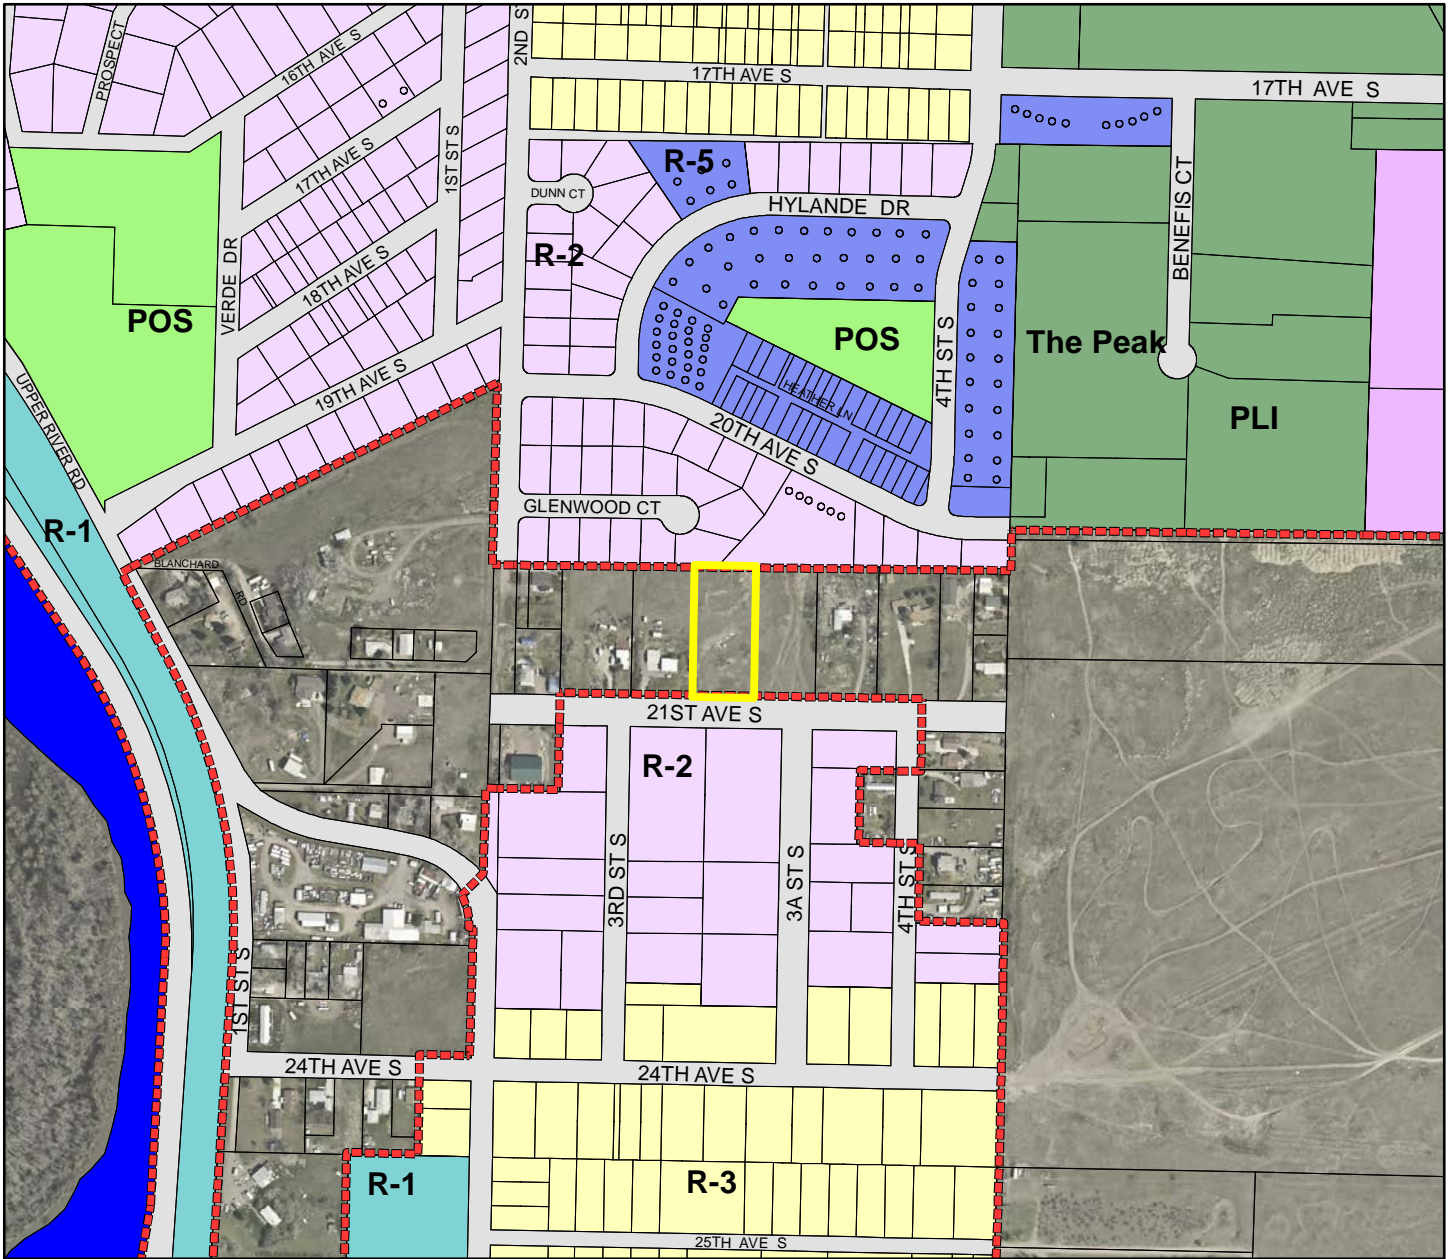 PROSPECT
16TH AVE S
2ND S
17TH AVE S
17TH AVE S
1ST ST S
17TH AVE S
R-5
DUNN CT
HYLANDE DR
BENEFIS CT
R-2
VERDE DR
18TH AVE S
POS
POS
4TH ST S
The Peak
19TH AVE S
HEATHER LN
UPPER RIVER RD
20TH AVE S
PLI
R-1
GLENWOOD CT
BLANCHARD RD
21ST AVE S
R-2
3RD ST S
3A ST S
4TH ST S
1ST ST S
24TH AVE S
24TH AVE S
R-1
R-3
25TH AVE S